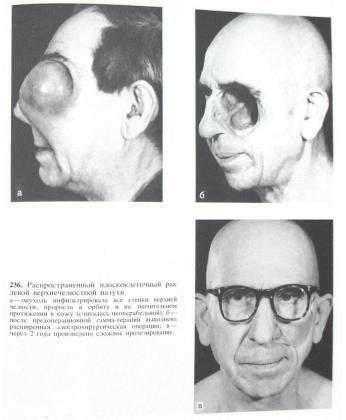 а
б
236. Распространенный плоскоклеточный рак
левой верхнечелюстной пазухи.
а—опухоль инфильтрировала все стенки верхней
челюсти, проросла в орбиту и на значительном
протяжении в кожу (считалась неоперабельной); б—
после предоперационной гамма-терапии выполнена
расширенная электрохирургическая операция; в—
через 2 года произведено сложное протезирование.
в